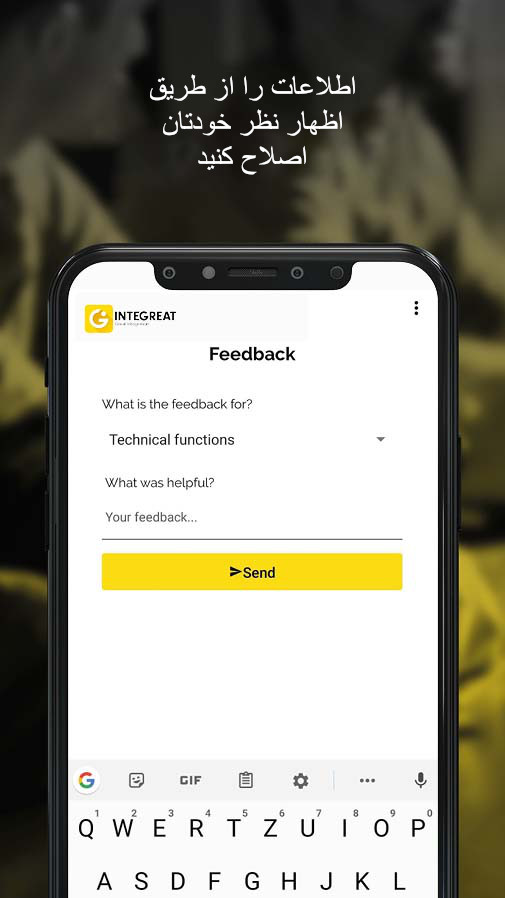 اطلاعات را از طریق
اظهار نظر خودتان
اصلاح کنید
INTEGREAT
Feedback
What is the feedback for?
Technical functions
What was helpful?
Your feedback...
Send
G GIF
1 2 3 4 5 6 7 8 9 0
Q W E R T Z U I O P
A S D F G H J K L